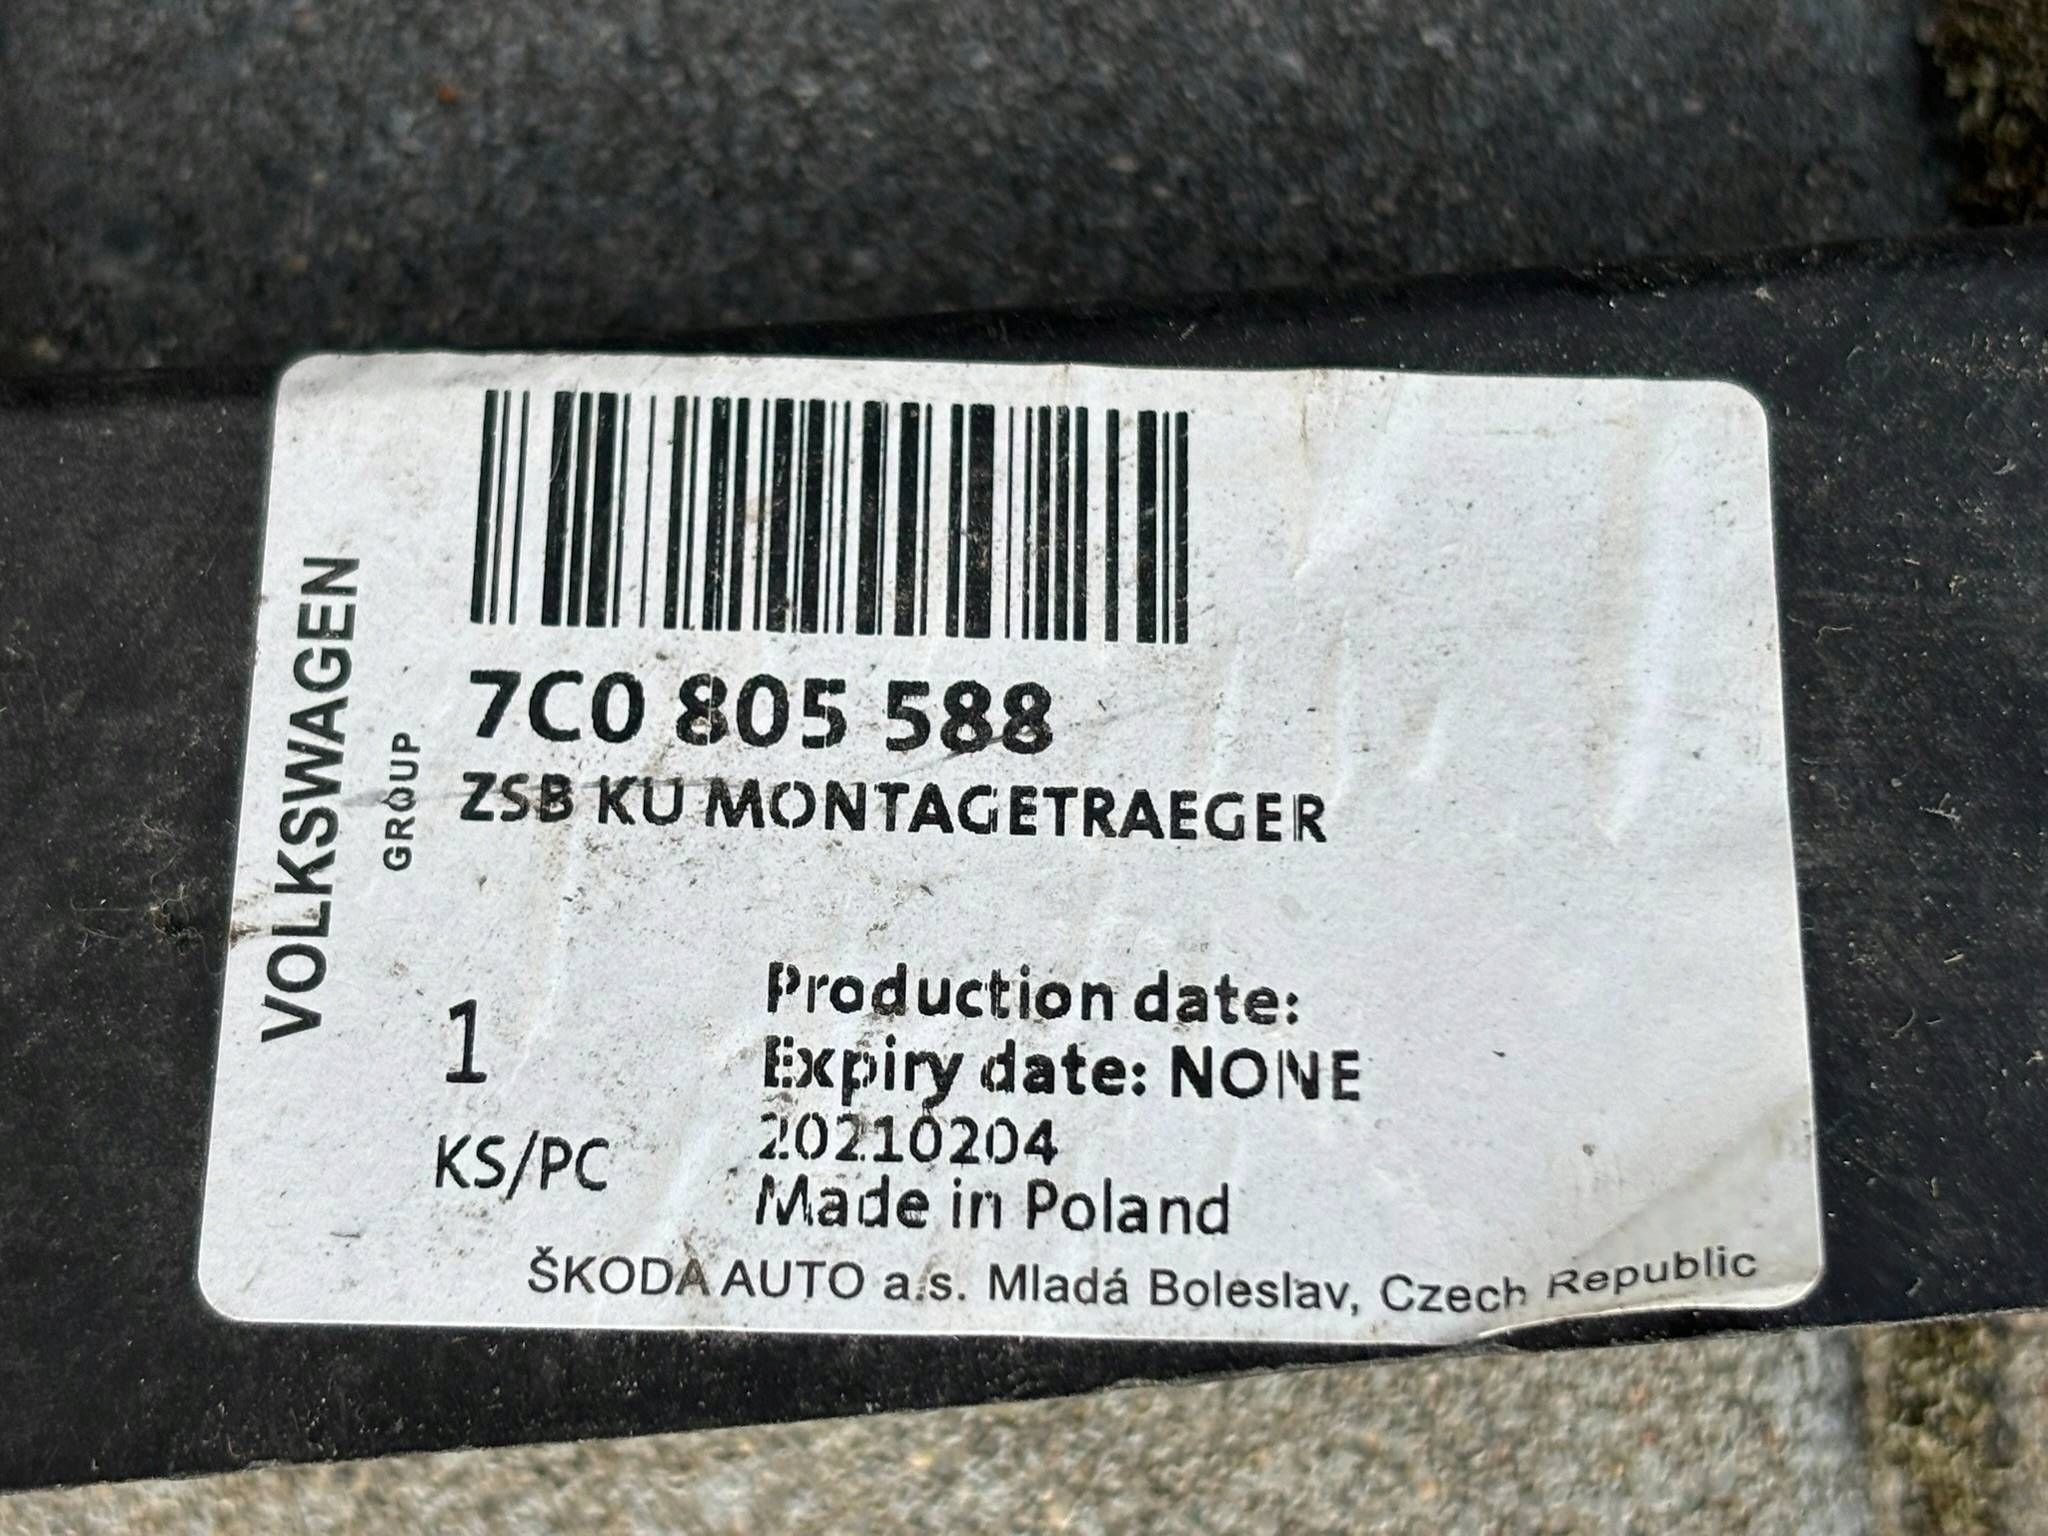 VOLKSWAGEN
GROUP
7C0 805 588
ZSB KU MONTAGETRAEGER
1
KS/PC
Production date:
Expiry date: NONE
20210204
Made in Poland
ŠKODA AUTO a.s. Mladá Boleslav, Czech Republic